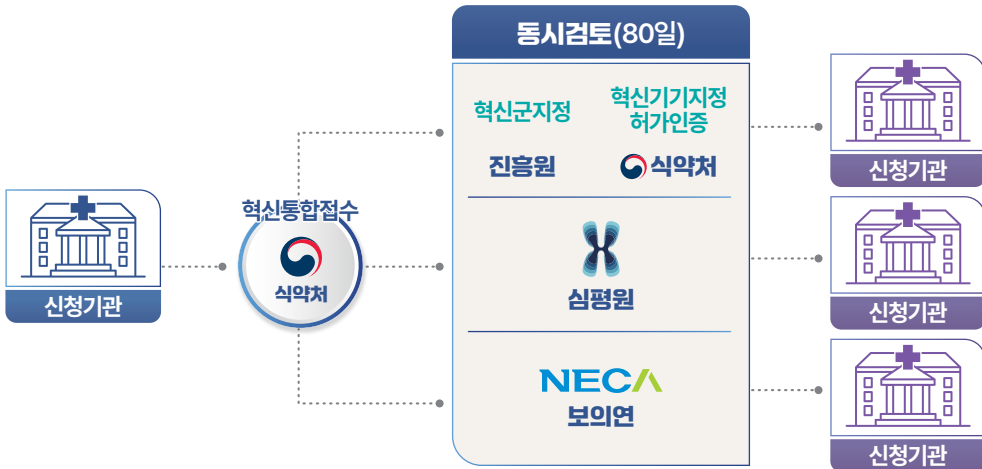 동시검토(80일)
혁신군지정
혁신기기지정
허가인증
진흥원
식약처
신청기관
혁신통합접수
식약처
신청기관
심평원
신청기관
NECA
보의연
신청기관